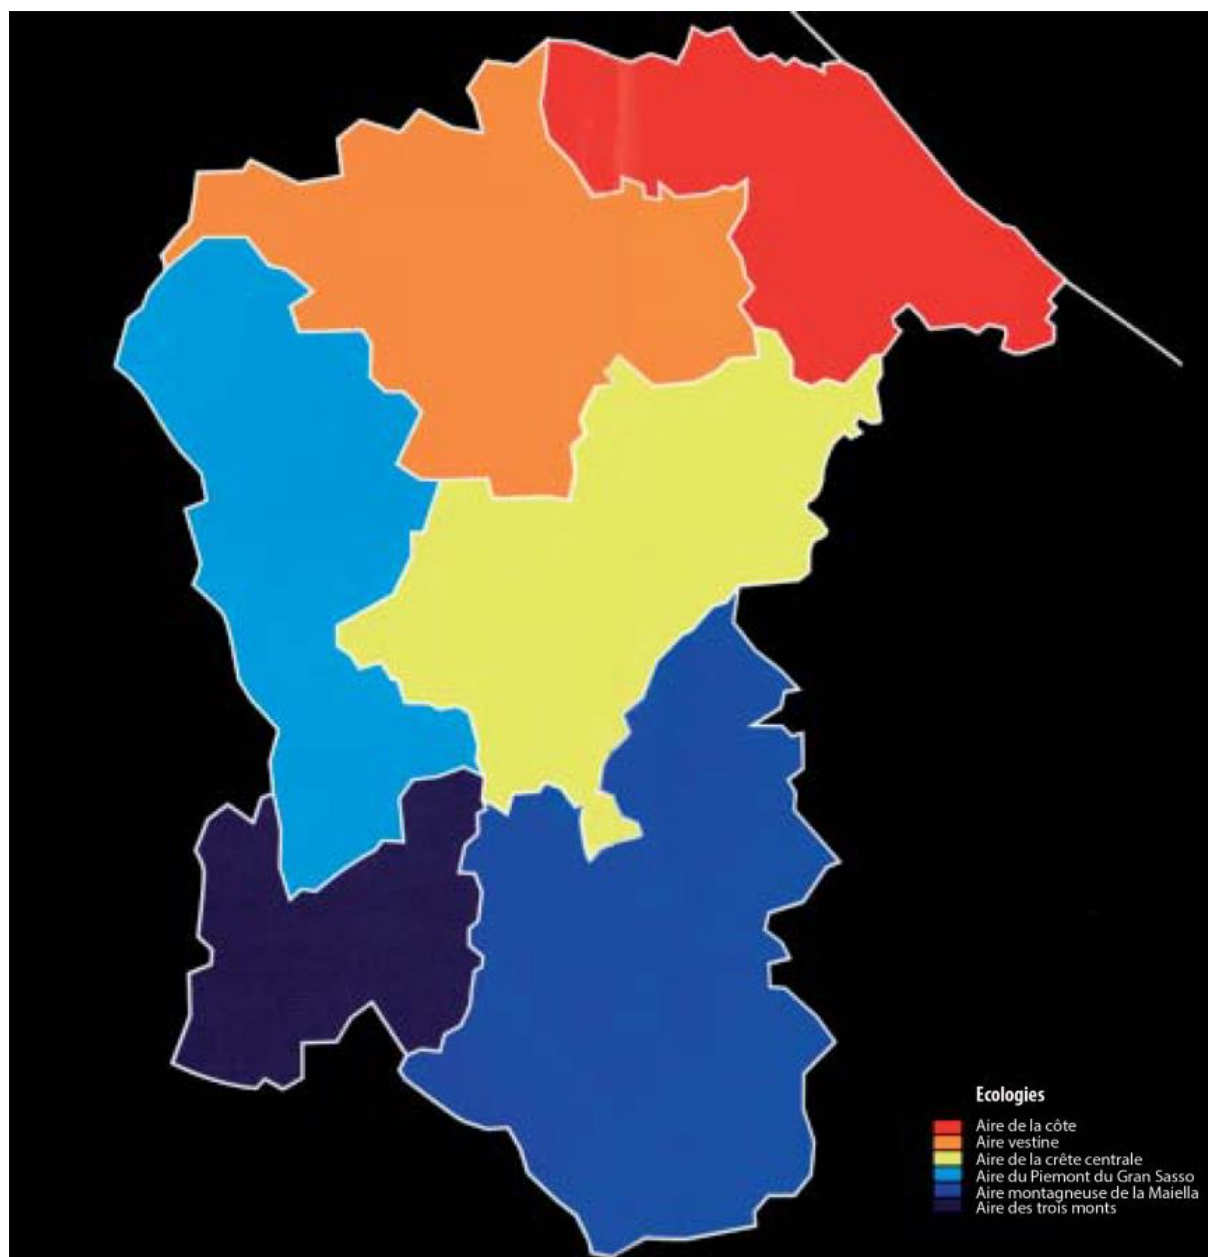 Ecologies
Aire de la côte
Aire vestine
Aire de la crête centrale
Aire du Piemont du Gran Sasso
Aire montagneuse de la Maiella
Aire des trois monts